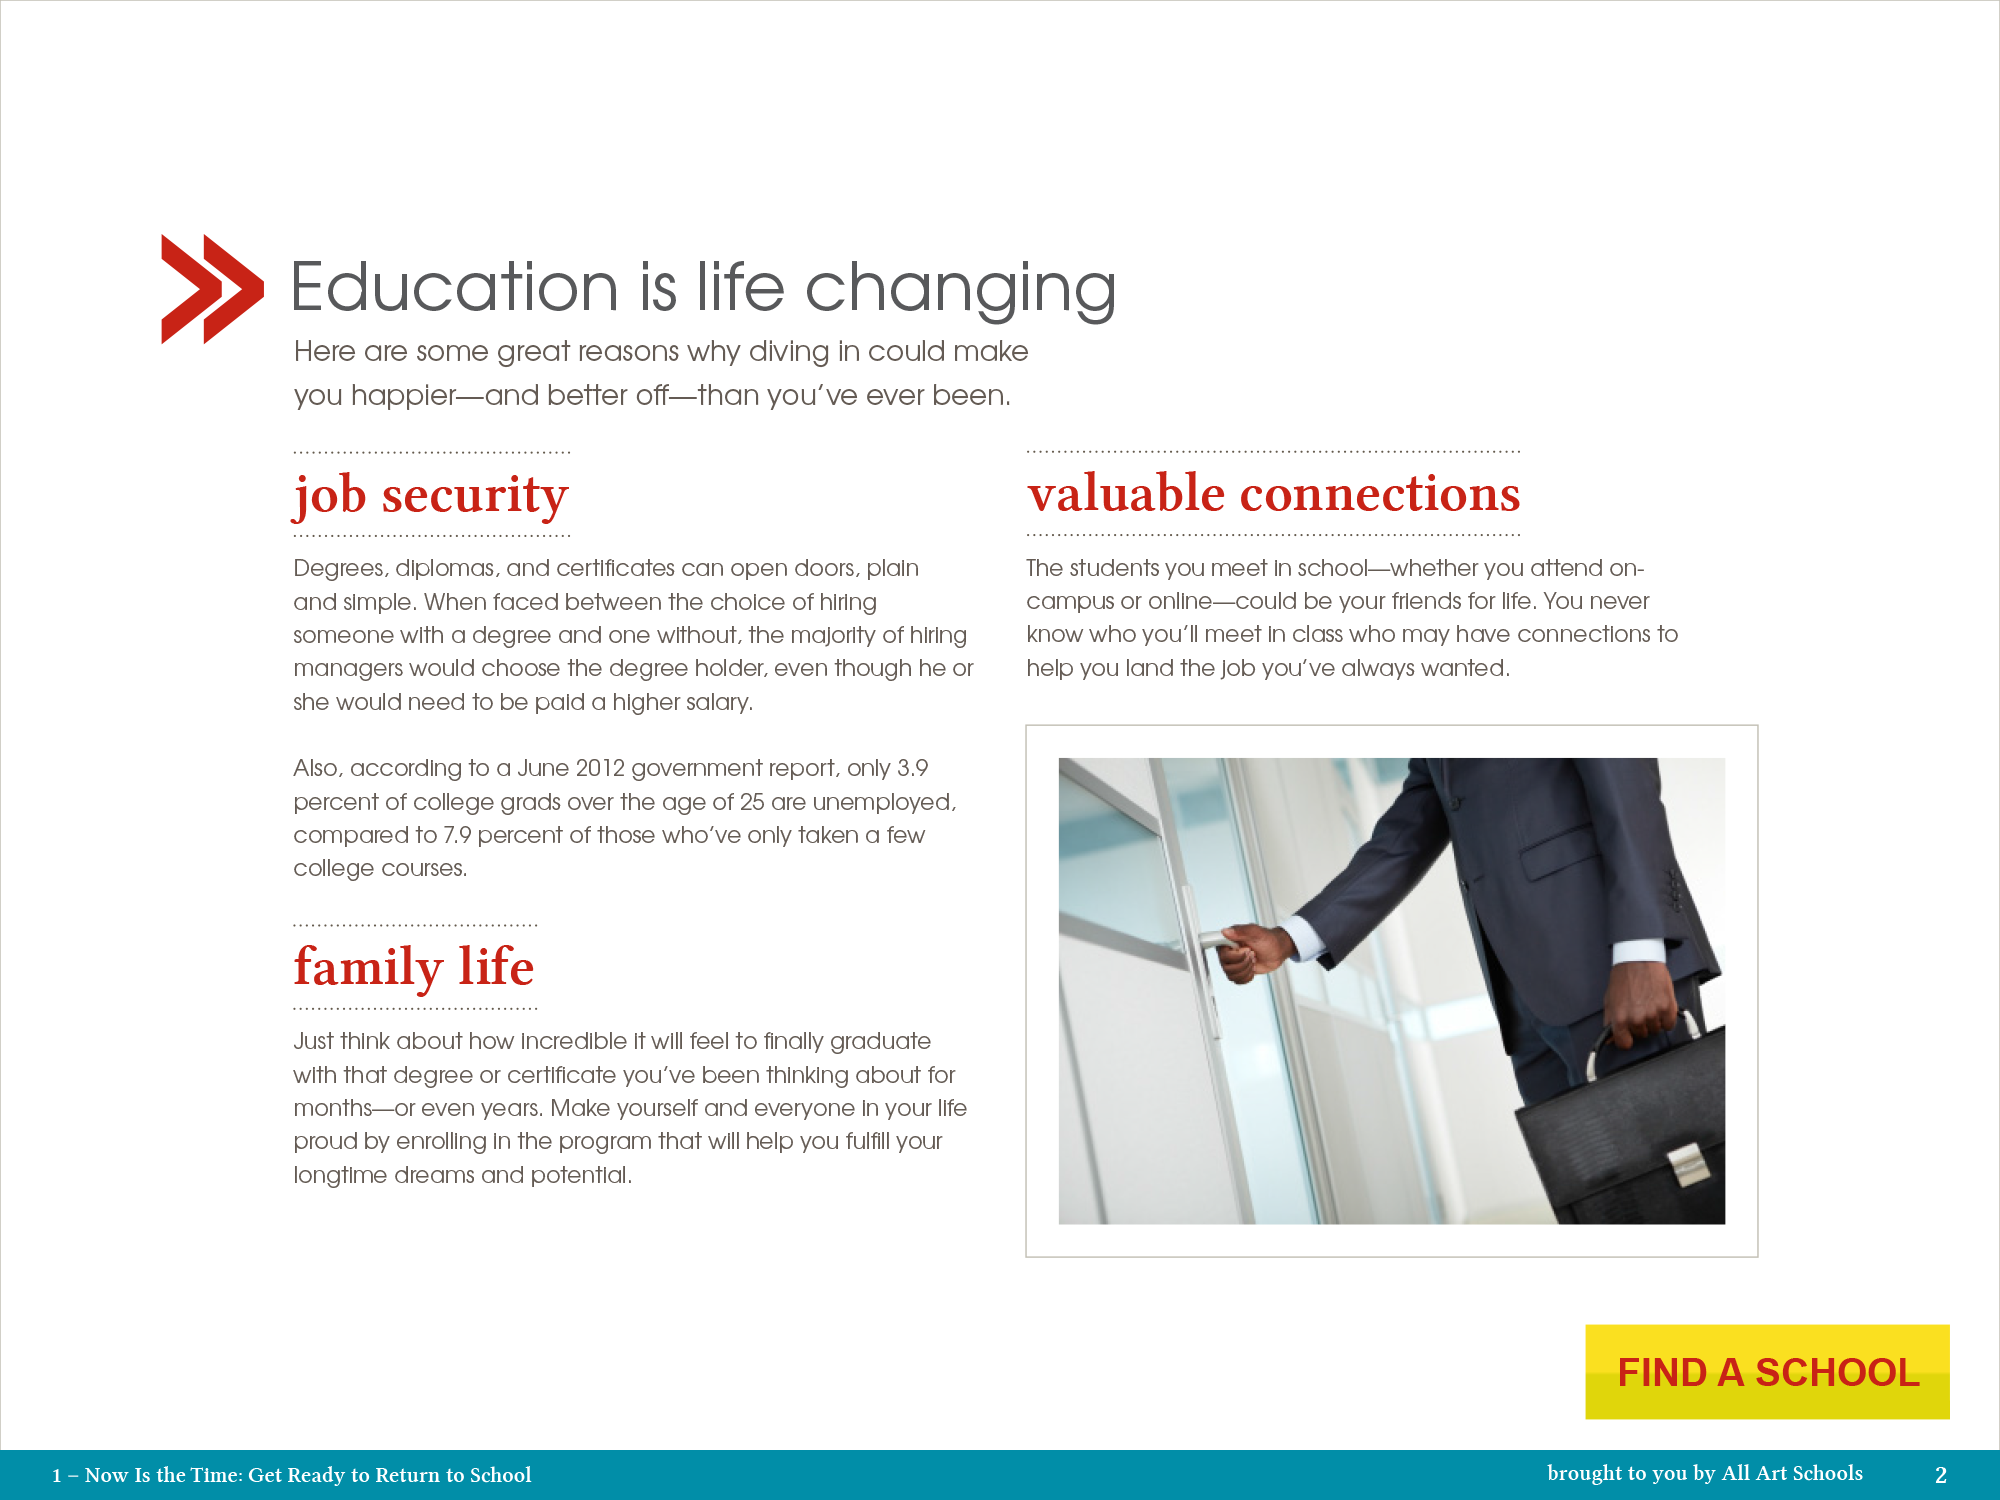 Education is life changing
Here are some great reasons why diving in could make
you happier—and better off—than you’ve ever been.
job security
Degrees, diplomas, and certificates can open doors, plain
and simple. When faced between the choice of hiring
someone with a degree and one without, the majority of hiring
managers would choose the degree holder, even though he or
she would need to be paid a higher salary.
Also, according to a June 2012 government report, only 3.9
percent of college grads over the age of 25 are unemployed,
compared to 7.9 percent of those who’ve only taken a few
college courses.
family life
Just think about how incredible it will feel to finally graduate
with that degree or certificate you’ve been thinking about for
months—or even years. Make yourself and everyone in your life
proud by enrolling in the program that will help you fulfill your
longtime dreams and potential.
valuable connections
The students you meet in school—whether you attend on-
campus or online—could be your friends for life. You never
know who you’ll meet in class who may have connections to
help you land the job you’ve always wanted.
FIND A SCHOOL
1 – Now Is the Time: Get Ready to Return to School
brought to you by All Art Schools
2